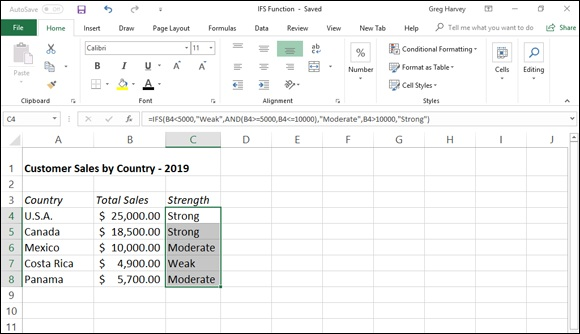 AutoSave Off
IFS Function - Saved
Greg Harvey
File Home Insert Draw Page Layout Formulas Data Review View New Tab Help Tell me what you want to do Share
Paste
Calibri 11
B I U
ab
%
Number
Conditional Formatting
Format as Table
Cell Styles
Cells
Editing
Clipboard Font Alignment Styles
C4 fx =IFS(B4<5000,"Weak",AND(B4>=5000,B4<=10000),"Moderate",B4>10000,"Strong")
A B C D E F G H I J
1 Customer Sales by Country - 2019
2
3 Country Total Sales Strength
4 U.S.A. $ 25,000.00 Strong
5 Canada $ 18,500.00 Strong
6 Mexico $ 10,000.00 Moderate
7 Costa Rica $ 4,900.00 Weak
8 Panama $ 5,700.00 Moderate
9
10
11